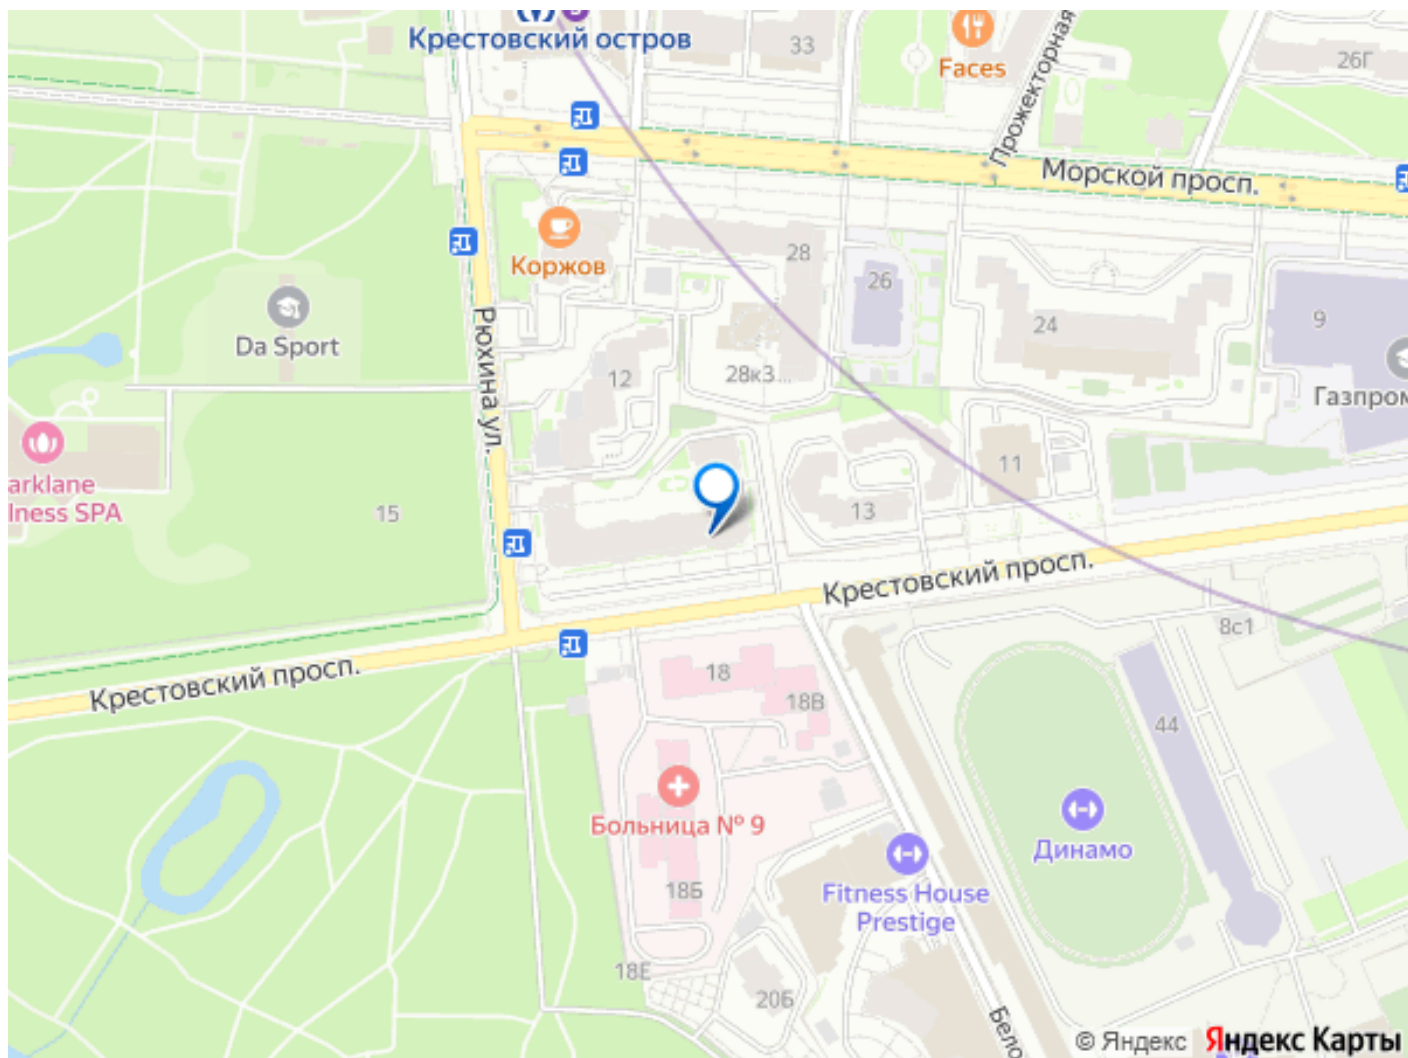 Крестовский остров
33
Faces
Прожекторная
26Г
Морской просп.
Коржов
28
26
24
9
Da Sport
Рюхина ул.
12
28к3...
Газпром
arklane
lness SPA
15
11
13
Крестовский просп.
8с1
Крестовский просп.
18
18В
44
Больница № 9
Динамо
Fitness House
Prestige
18Б
18Е
20Б
Бело
© Яндекс Яндекс Карты